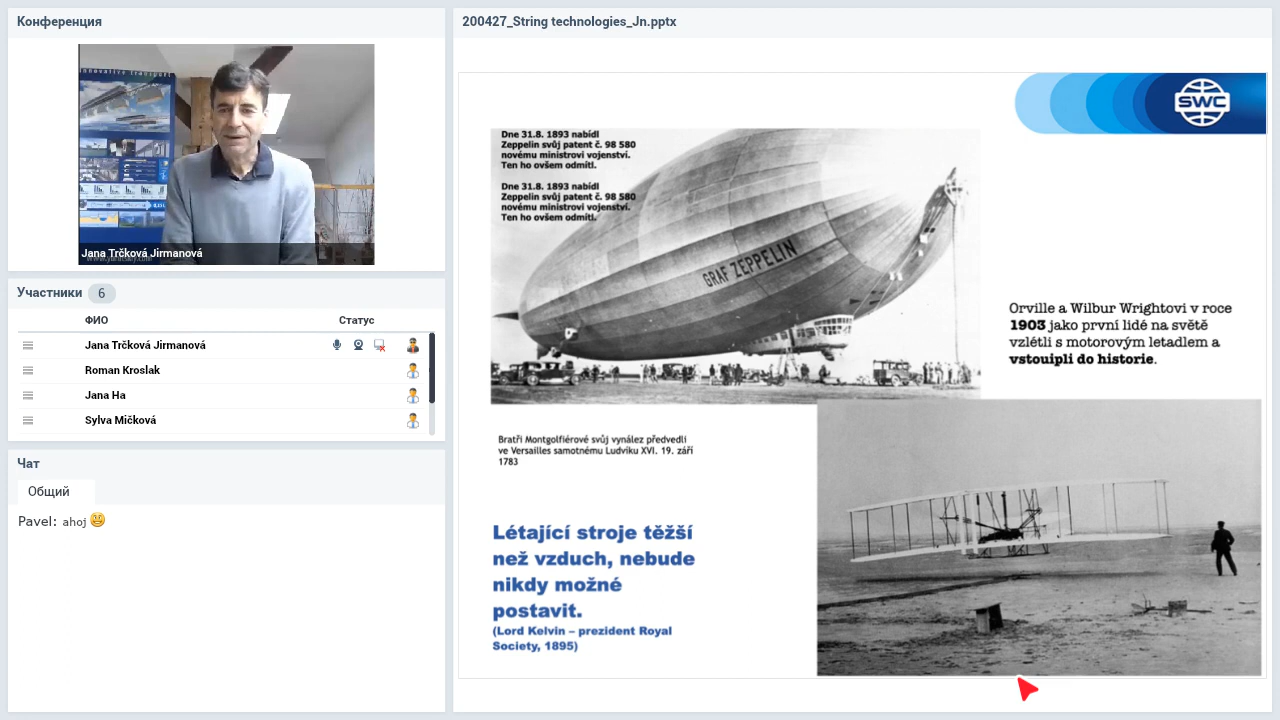 Конференция
innovative transport
Jana Trčková Jirmanová
Участники 6
ФИО Статус
Jana Trčková Jirmanová
Roman Kroslak
Jana Ha
Sylva Mičková
Чат
Общий
Pavel: ahoj
200427_String technologies_Jn.pptx
SWC
Dne 31.8. 1893 nabídl
Zeppelin svůj patent č. 98 580
novému ministrovi vojenství.
Ten ho ovšem odmítl.
Dne 31.8. 1893 nabídl
Zeppelin svůj patent č. 98 580
novému ministrovi vojenství.
Ten ho ovšem odmítl.
GRAF ZEPPELIN
Orville a Wilbur Wrightovi v roce
1903 jako první lidé na světě
vzlétli s motorovým letadlem a
vstoupili do historie.
Bratři Montgolfiérové svůj vynález předvedli
ve Versailles samotnému Ludvíku XVI. 19. září
1783
Létající stroje těžší
než vzduch, nebude
nikdy možné
postavit.
(Lord Kelvin – prezident Royal
Society, 1895)